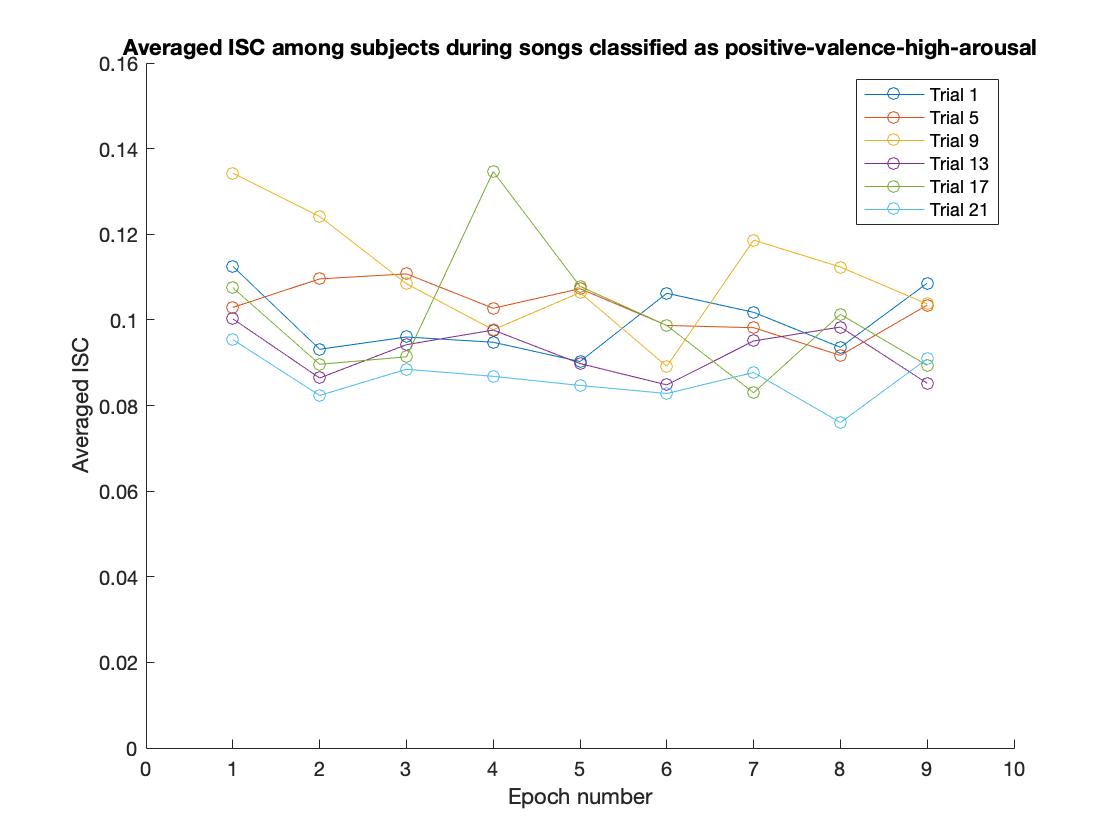 Averaged ISC among subjects during songs classified as positive-valence-high-arousal
0.16
0.14
0.12
0.1
0.08
0.06
0.04
0.02
0
Averaged ISC
Trial 1
Trial 5
Trial 9
Trial 13
Trial 17
Trial 21
0 1 2 3 4 5 6 7 8 9 10
Epoch number